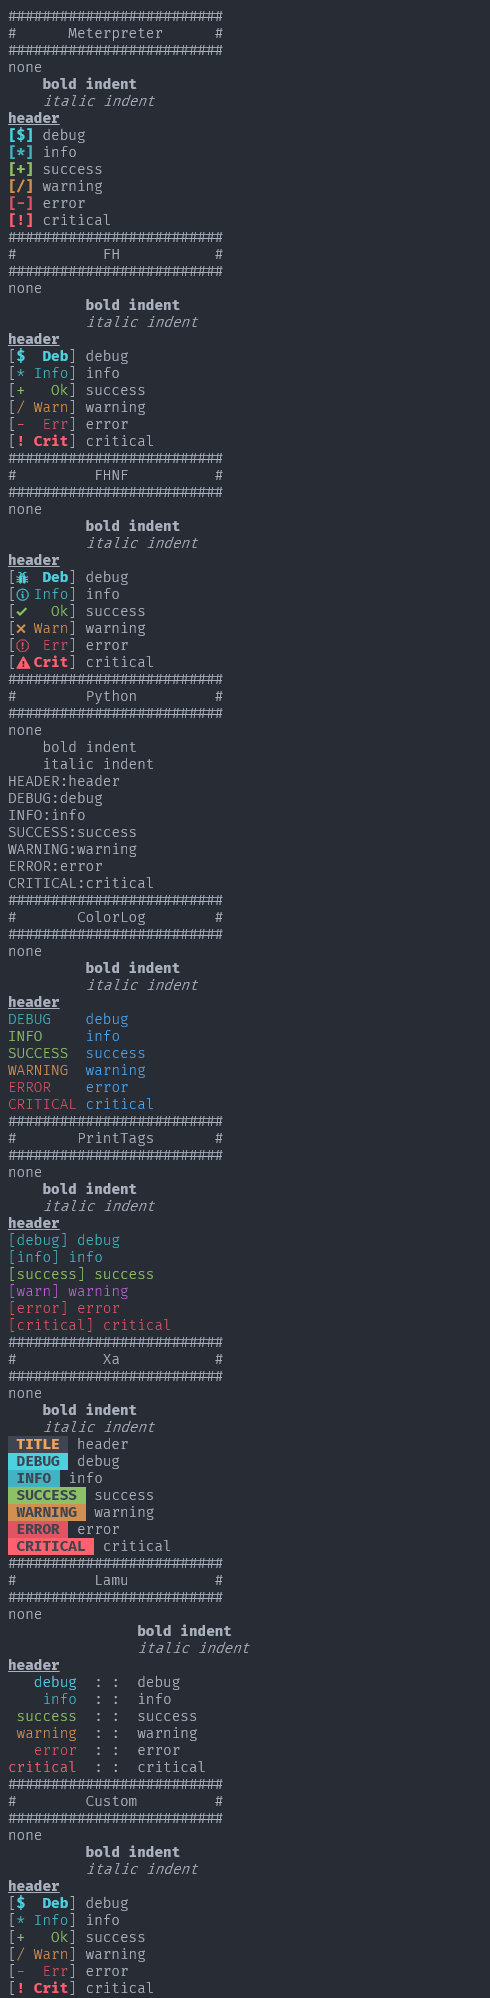 #########################
#      Meterpreter      #
#########################
none
    bold indent
    italic indent
header
[$] debug
[*] info
[+] success
[/] warning
[-] error
[!] critical
#########################
#          FH           #
#########################
none
         bold indent
         italic indent
header
[$  Deb] debug
[* Info] info
[+   Ok] success
[/ Warn] warning
[-  Err] error
[! Crit] critical
#########################
#         FHNF          #
#########################
none
         bold indent
         italic indent
header
[  Deb] debug
[ Info] info
[   Ok] success
[ Warn] warning
[  Err] error
[ Crit] critical
#########################
#        Python         #
#########################
none
    bold indent
    italic indent
HEADER:header
DEBUG:debug
INFO:info
SUCCESS:success
WARNING:warning
ERROR:error
CRITICAL:critical
#########################
#       ColorLog        #
#########################
none
         bold indent
         italic indent
header
DEBUG    debug
INFO     info
SUCCESS  success
WARNING  warning
ERROR    error
CRITICAL critical
#########################
#       PrintTags       #
#########################
none
    bold indent
    italic indent
header
[debug] debug
[info] info
[success] success
[warn] warning
[error] error
[critical] critical
#########################
#          Xa           #
#########################
none
    bold indent
    italic indent
 TITLE  header
 DEBUG  debug
 INFO  info
 SUCCESS  success
 WARNING  warning
 ERROR  error
 CRITICAL  critical
#########################
#         Lamu          #
#########################
none
               bold indent
               italic indent
header
   debug  : :  debug
    info  : :  info
 success  : :  success
 warning  : :  warning
   error  : :  error
critical  : :  critical
#########################
#        Custom         #
#########################
none
         bold indent
         italic indent
header
[$  Deb] debug
[* Info] info
[+   Ok] success
[/ Warn] warning
[-  Err] error
[! Crit] critical